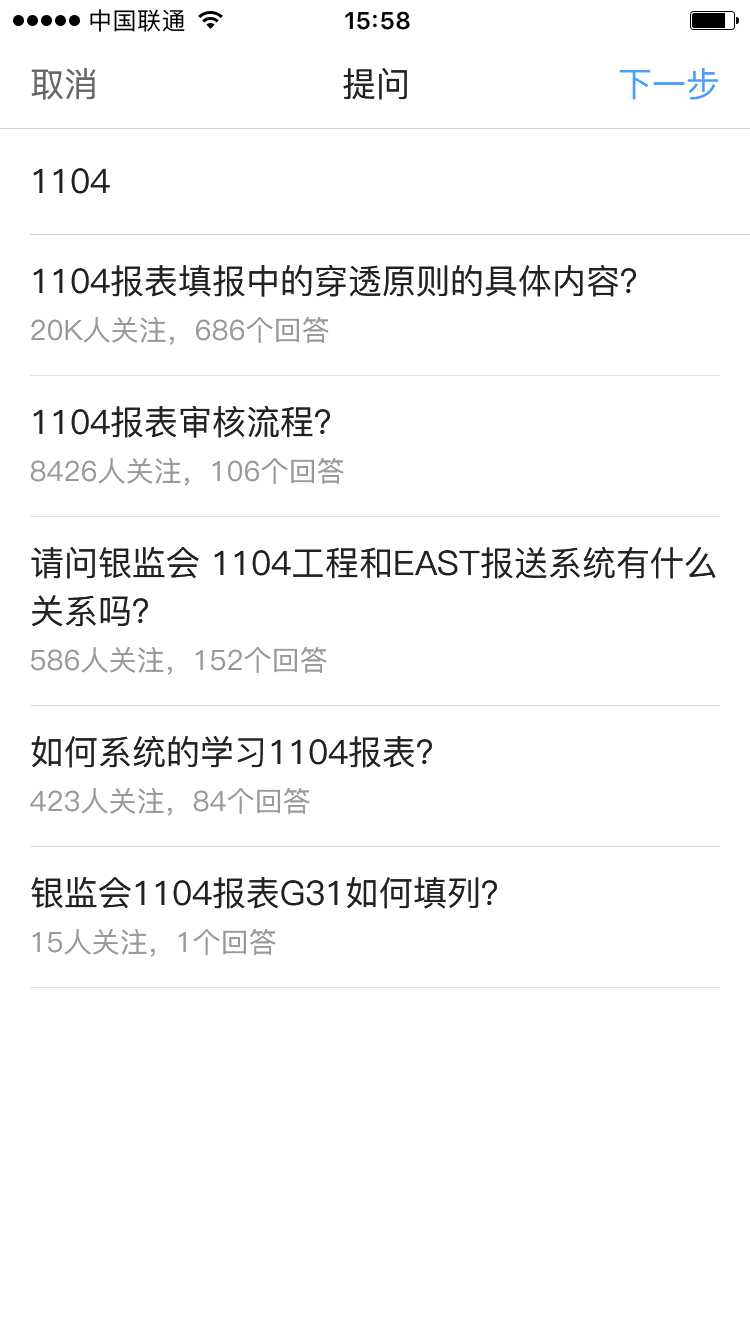 中国联通
15:58
取消
提问
下一步
1104
1104报表填报中的穿透原则的具体内容?
20K人关注，686个回答
1104报表审核流程?
8426人关注，106个回答
请问银监会 1104工程和EAST报送系统有什么
关系吗?
586人关注，152个回答
如何系统的学习1104报表?
423人关注，84个回答
银监会1104报表G31如何填列?
15人关注，1个回答